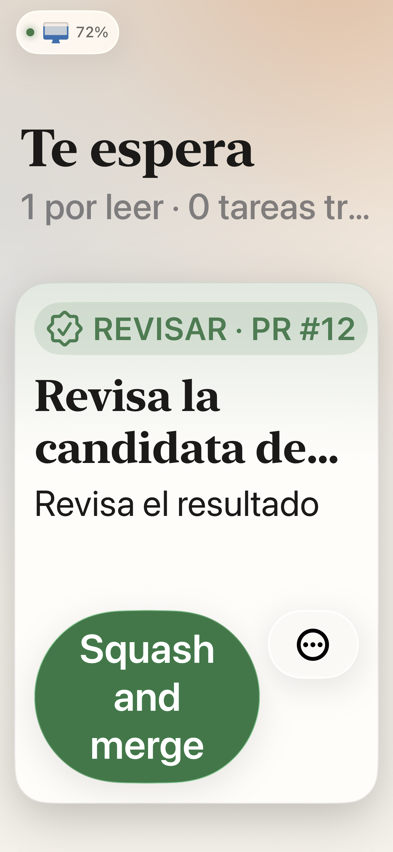 72%
Te espera
1 por leer · 0 tareas tr...
REVISAR · PR #12
Revisa la
candidata de...
Revisa el resultado
Squash
and
merge